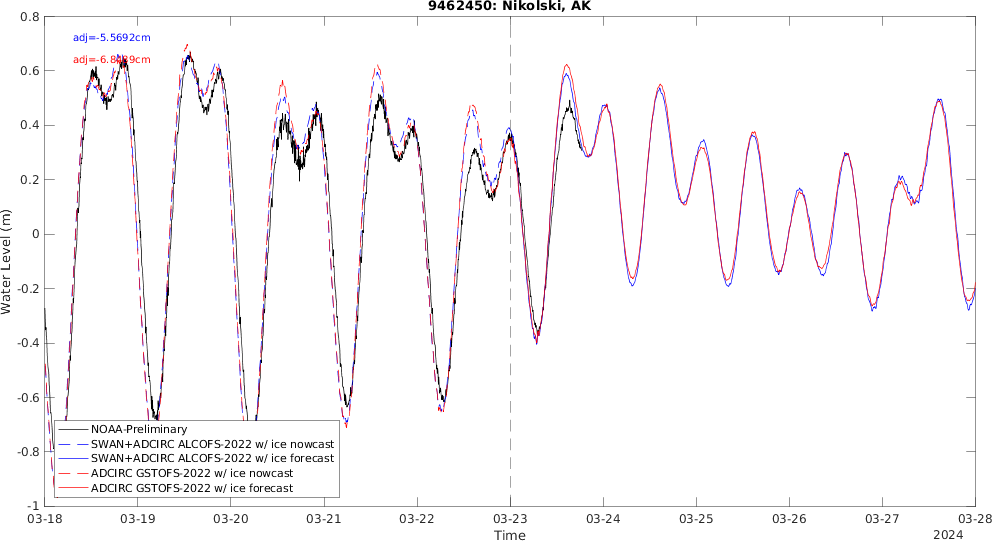 9462450: Nikolski, AK
adj=-5.5692cm
Water Level (m)
0.8
0.6
0.4
0.2
0
-0.2
-0.4
-0.6
-0.8
-1
NOAA-Preliminary
SWAN+ADCIRC ALCOFS-2022 w/ ice nowcast
SWAN+ADCIRC ALCOFS-2022 w/ ice forecast
ADCIRC GSTOFS-2022 w/ ice nowcast
ADCIRC GSTOFS-2022 w/ ice forecast
03-18 03-19 03-20 03-21 03-22 03-23 03-24 03-25 03-26 03-27 03-28
Time
2024